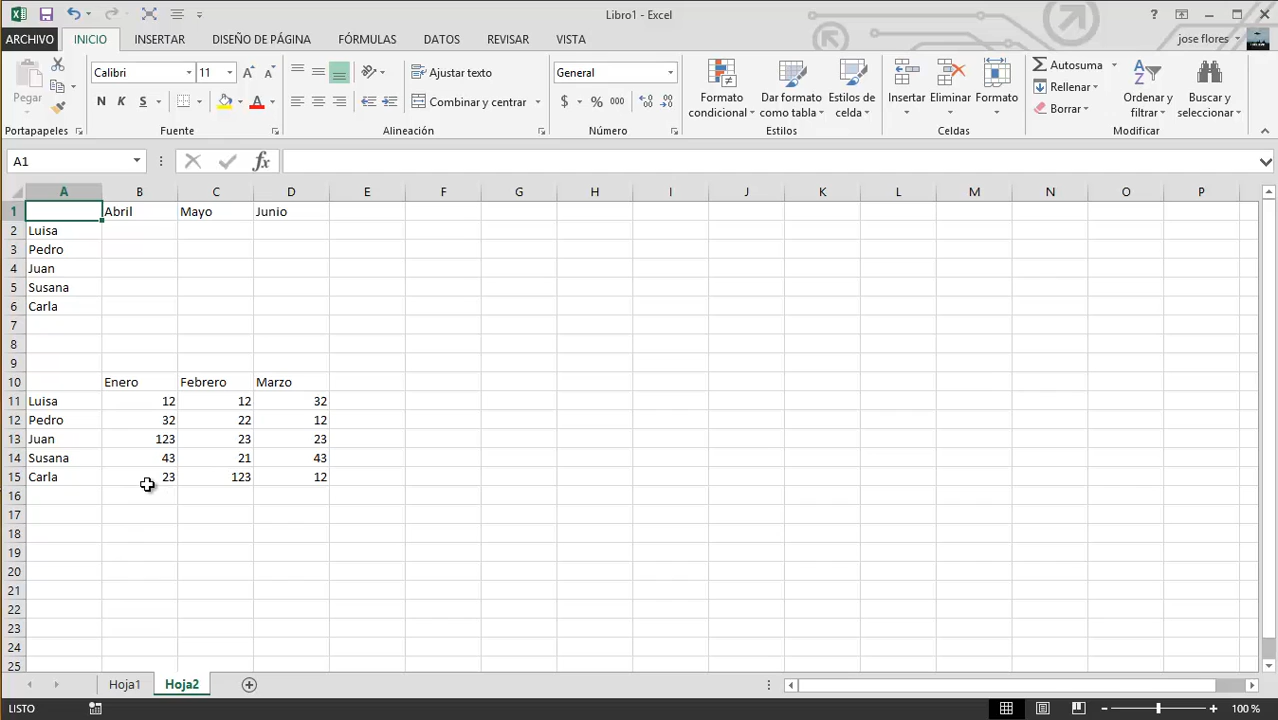 Libro1 - Excel
?
ARCHIVO INICIO INSERTAR DISEÑO DE PÁGINA FÓRMULAS DATOS REVISAR VISTA jose flores
Pegar
Calibri 11
N K S A
Ajustar texto
Combinar y centrar
General
$ % 000
Formato condicional
Dar formato como tabla
Estilos de celda
Insertar
Eliminar
Formato
Autosuma
Rellenar
Borrar
Ordenar y filtrar
Buscar y seleccionar
Portapapeles Fuente Alineación Número Estilos Celdas Modificar
A1 fx
A B C D E F G H I J K L M N O P
1 Abril Mayo Junio
2 Luisa
3 Pedro
4 Juan
5 Susana
6 Carla
7
8
9
10 Enero Febrero Marzo
11 Luisa 12 12 32
12 Pedro 32 22 12
13 Juan 123 23 23
14 Susana 43 21 43
15 Carla 23 123 12
16
17
18
19
20
21
22
23
24
25
Hoja1 Hoja2
LISTO 100 %